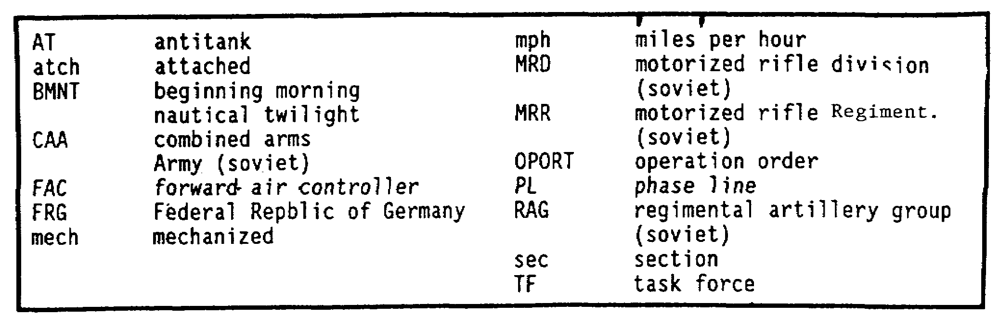 AT antitank
atch attached
BMNT beginning morning
nautical twilight
CAA combined arms
Army (soviet)
FAC forward air controller
FRG Federal Repblic of Germany
mech mechanized
mph miles per hour
MRD motorized rifle division
(soviet)
MRR motorized rifle Regiment.
(soviet)
OPORT operation order
PL phase line
RAG regimental artillery group
(soviet)
sec section
TF task force